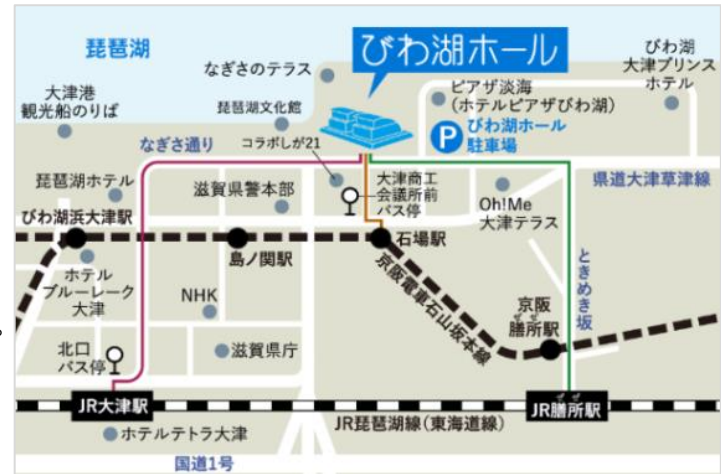 琵琶湖
びわ湖ホール
びわ湖
大津プリンス
ホテル
なぎさのテラス
大津港
観光船のりば
ピアザ淡海
(ホテルピアザびわ湖)
琵琶湖文化館
P びわ湖ホール
駐車場
なぎさ通り
コラボしが21
琵琶湖ホテル
滋賀県警本部
大津商工
会議所前
バス停
Oh!Me
大津テラス
県道大津草津線
びわ湖浜大津駅
島ノ関駅
石場駅
ホテル
ブルーレーク
大津
NHK
京阪電車石山坂本線
ときめき坂
京阪
膳所駅
ぜぜ
北口
バス停
滋賀県庁
JR大津駅
JR膳所駅
ぜぜ
JR琵琶湖線(東海道線)
ホテルテトラ大津
国道1号